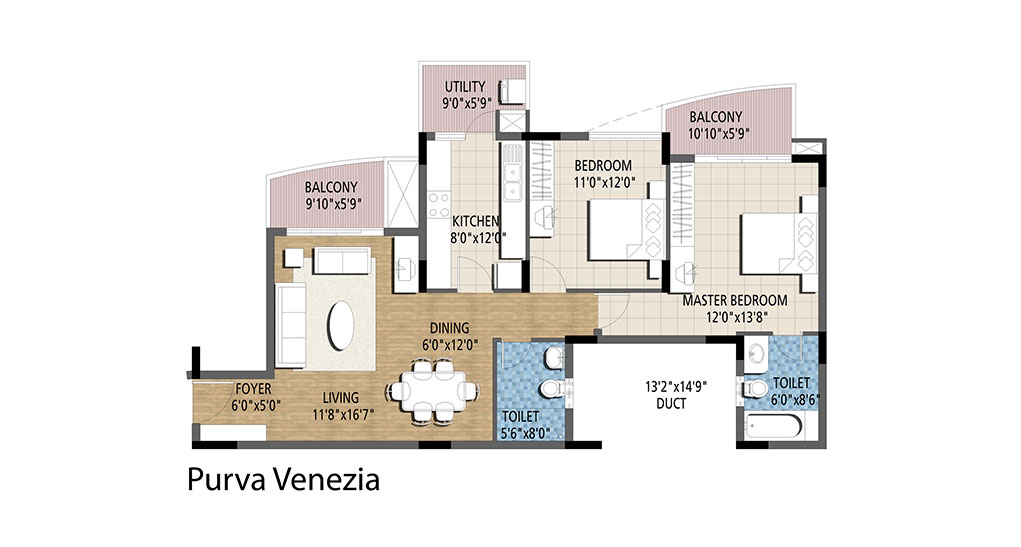 UTILITY
9'0"x5'9"
BALCONY
10'10"x5'9"
BEDROOM
11'0"x12'0"
BALCONY
9'10"x5'9"
KITCHEN
8'0"x12'0"
MASTER BEDROOM
12'0"x13'8"
DINING
6'0"x12'0"
FOYER
6'0"x5'0"
LIVING
11'8"x16'7"
TOILET
5'6"x8'0"
13'2"x14'9"
DUCT
TOILET
6'0"x8'6"
Purva Venezia